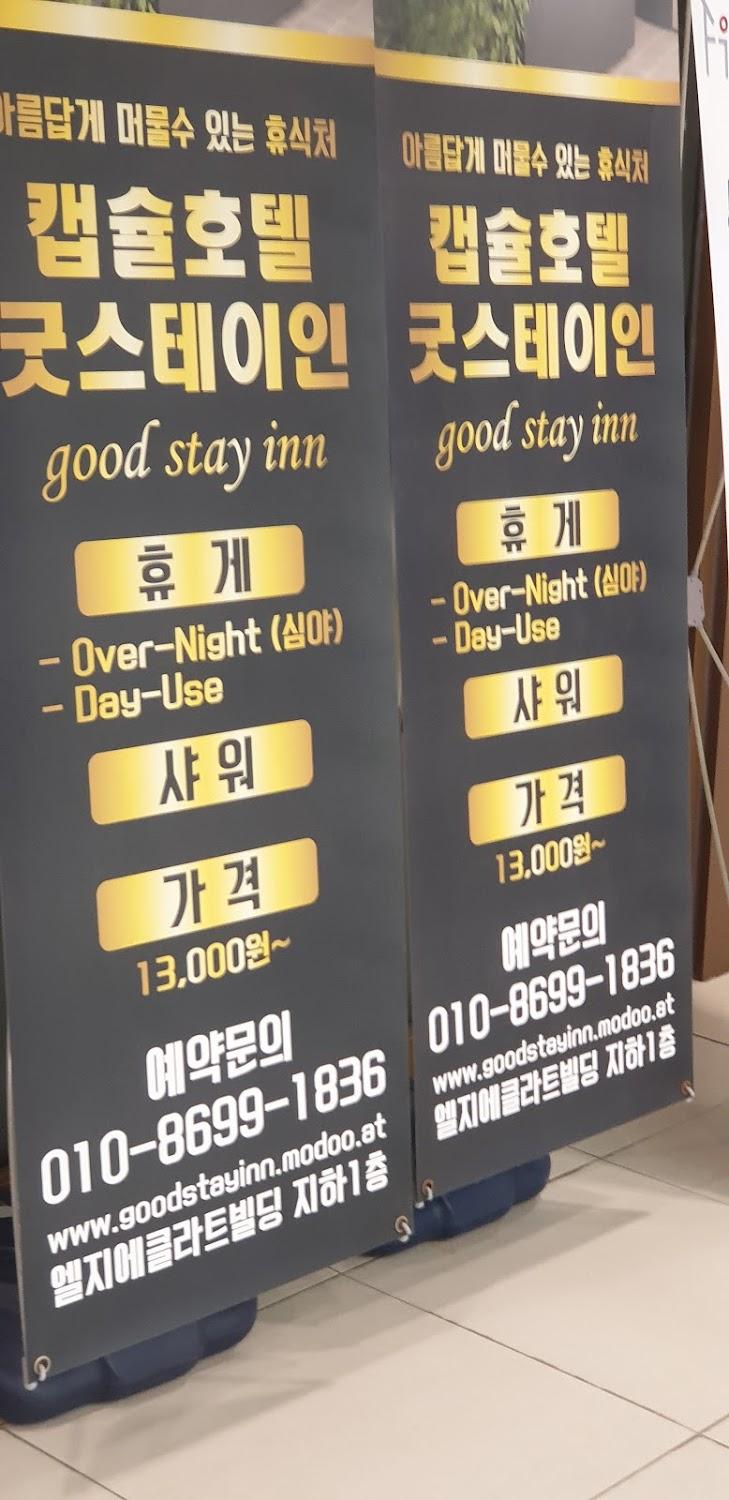 아름답게 머물수 있는 휴식처
캡슐호텔
굿스테이인
good stay inn
휴 게
- Over-Night (심야)
- Day-Use
샤 워
가 격
13,000원~
예약문의
010-8699-1836
www.goodstayinn.modoo.at
엘지에클라트빌딩 지하1층
아름답게 머물수 있는 휴식처
캡슐호텔
굿스테이인
good stay inn
휴 게
- Over-Night (심야)
- Day-Use
샤 워
가 격
13,000원~
예약문의
010-8699-1836
www.goodstayinn.modoo.at
엘지에클라트빌딩 지하1층